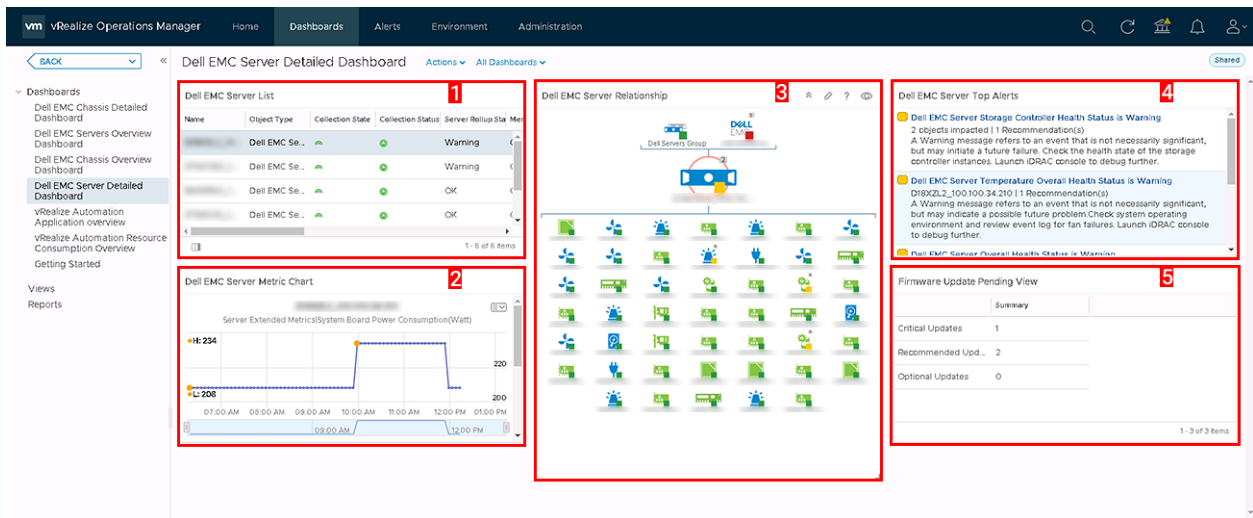 vm vRealize Operations Manager Home Dashboards Alerts Environment Administration
BACK
Dell EMC Server Detailed Dashboard Actions All Dashboards Shared
Dashboards
Dell EMC Chassis Detailed
Dashboard
Dell EMC Servers Overview
Dashboard
Dell EMC Chassis Overview
Dashboard
Dell EMC Server Detailed
Dashboard
vRealize Automation
Application overview
vRealize Automation Resource
Consumption Overview
Getting Started
Views
Reports
Dell EMC Server List 1
Name Object Type Collection State Collection Status Server Rollup Sta Mer
Dell EMC Se... Warning
Dell EMC Se... Warning
Dell EMC Se... OK
Dell EMC Se... OK
1 - 6 of 6 items
Dell EMC Server Metric Chart 2
Server Extended Metrics|System Board Power Consumption(Watt)
H: 234
220
L: 208
200
07:00 AM 08:00 AM 09:00 AM 10:00 AM 11:00 AM 12:00 PM 01:00 PM
09:00 AM 12:00 PM
Dell EMC Server Relationship 3
DELL
EMC
Dell Servers Group
2
Dell EMC Server Top Alerts 4
Dell EMC Server Storage Controller Health Status is Warning
2 objects impacted | 1 Recommendation(s)
A Warning message refers to an event that is not necessarily significant,
but may initiate a future failure. Check the health state of the storage
controller instances. Launch iDRAC console to debug further.
Dell EMC Server Temperature Overall Health Status is Warning
D18XZL2_100.100.34.210 | 1 Recommendation(s)
A Warning message refers to an event that is not necessarily significant,
but may indicate a possible future problem.Check system operating
environment and review event log for fan failures. Launch iDRAC console
to debug further.
Dell EMC Server Overall Health Status is Warning
Firmware Update Pending View 5
Summary
Critical Updates 1
Recommended Upd... 2
Optional Updates 0
1 - 3 of 3 items